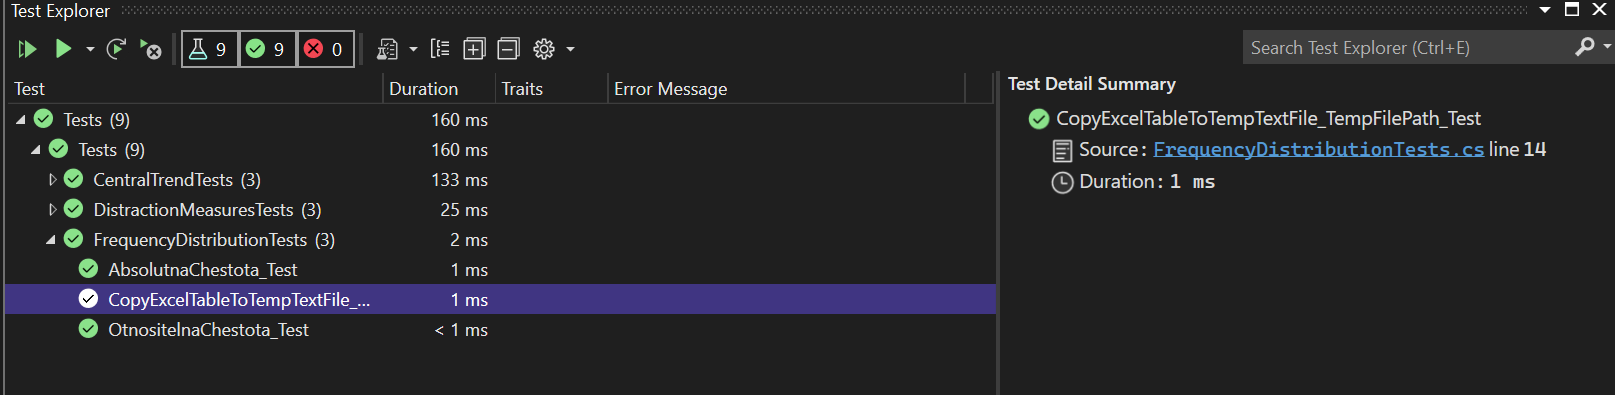 Test Explorer
9 9 0
Search Test Explorer (Ctrl+E)
Test Duration Traits Error Message
Tests (9) 160 ms
Tests (9) 160 ms
CentralTrendTests (3) 133 ms
DistractionMeasuresTests (3) 25 ms
FrequencyDistributionTests (3) 2 ms
AbsolutnaChestota_Test 1 ms
CopyExcelTableToTempTextFile_... 1 ms
OtnositelnaChestota_Test < 1 ms
Test Detail Summary
CopyExcelTableToTempTextFile_TempFilePath_Test
Source: FrequencyDistributionTests.cs line 14
Duration: 1 ms